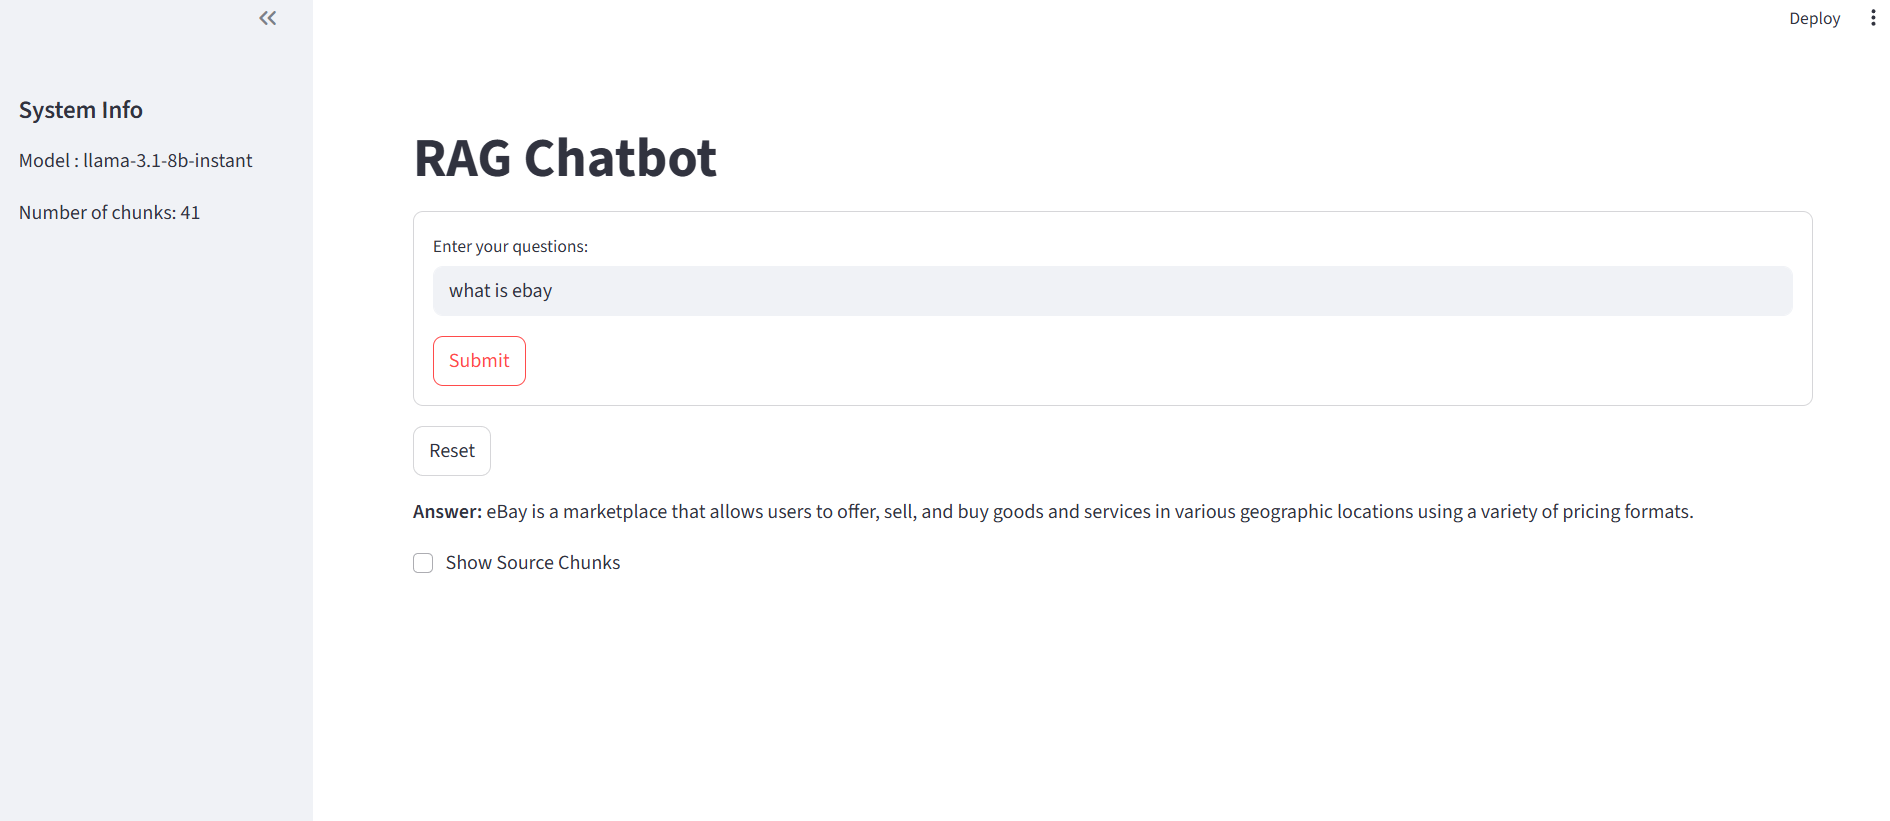 Deploy
System Info
Model : llama-3.1-8b-instant
Number of chunks: 41
RAG Chatbot
Enter your questions:
what is ebay
Submit
Reset
Answer: eBay is a marketplace that allows users to offer, sell, and buy goods and services in various geographic locations using a variety of pricing formats.
Show Source Chunks